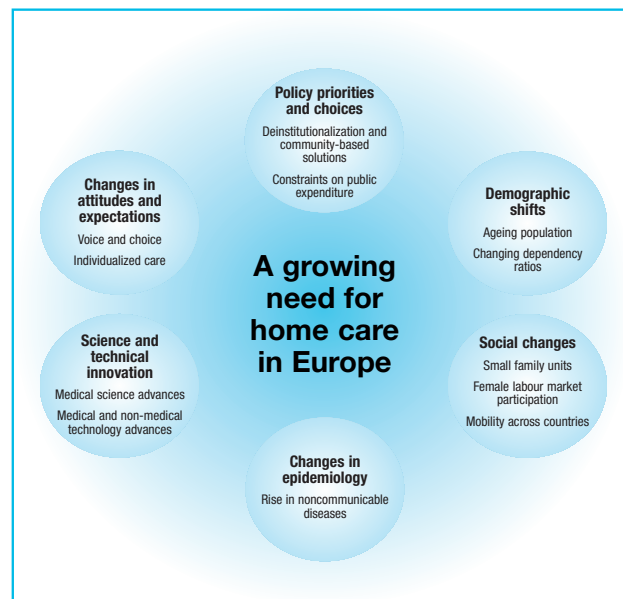 Policy priorities
and choices
Deinstitutionalization and
community-based
solutions
Constraints on public
expenditure
Changes in
attitudes and
expectations
Voice and choice
Individualized care
Demographic
shifts
Ageing population
Changing dependency
ratios
A growing
need for
home care
in Europe
Science and
technical
innovation
Medical science advances
Medical and non-medical
technology advances
Social changes
Small family units
Female labour market
participation
Mobility across countries
Changes in
epidemiology
Rise in noncommunicable
diseases